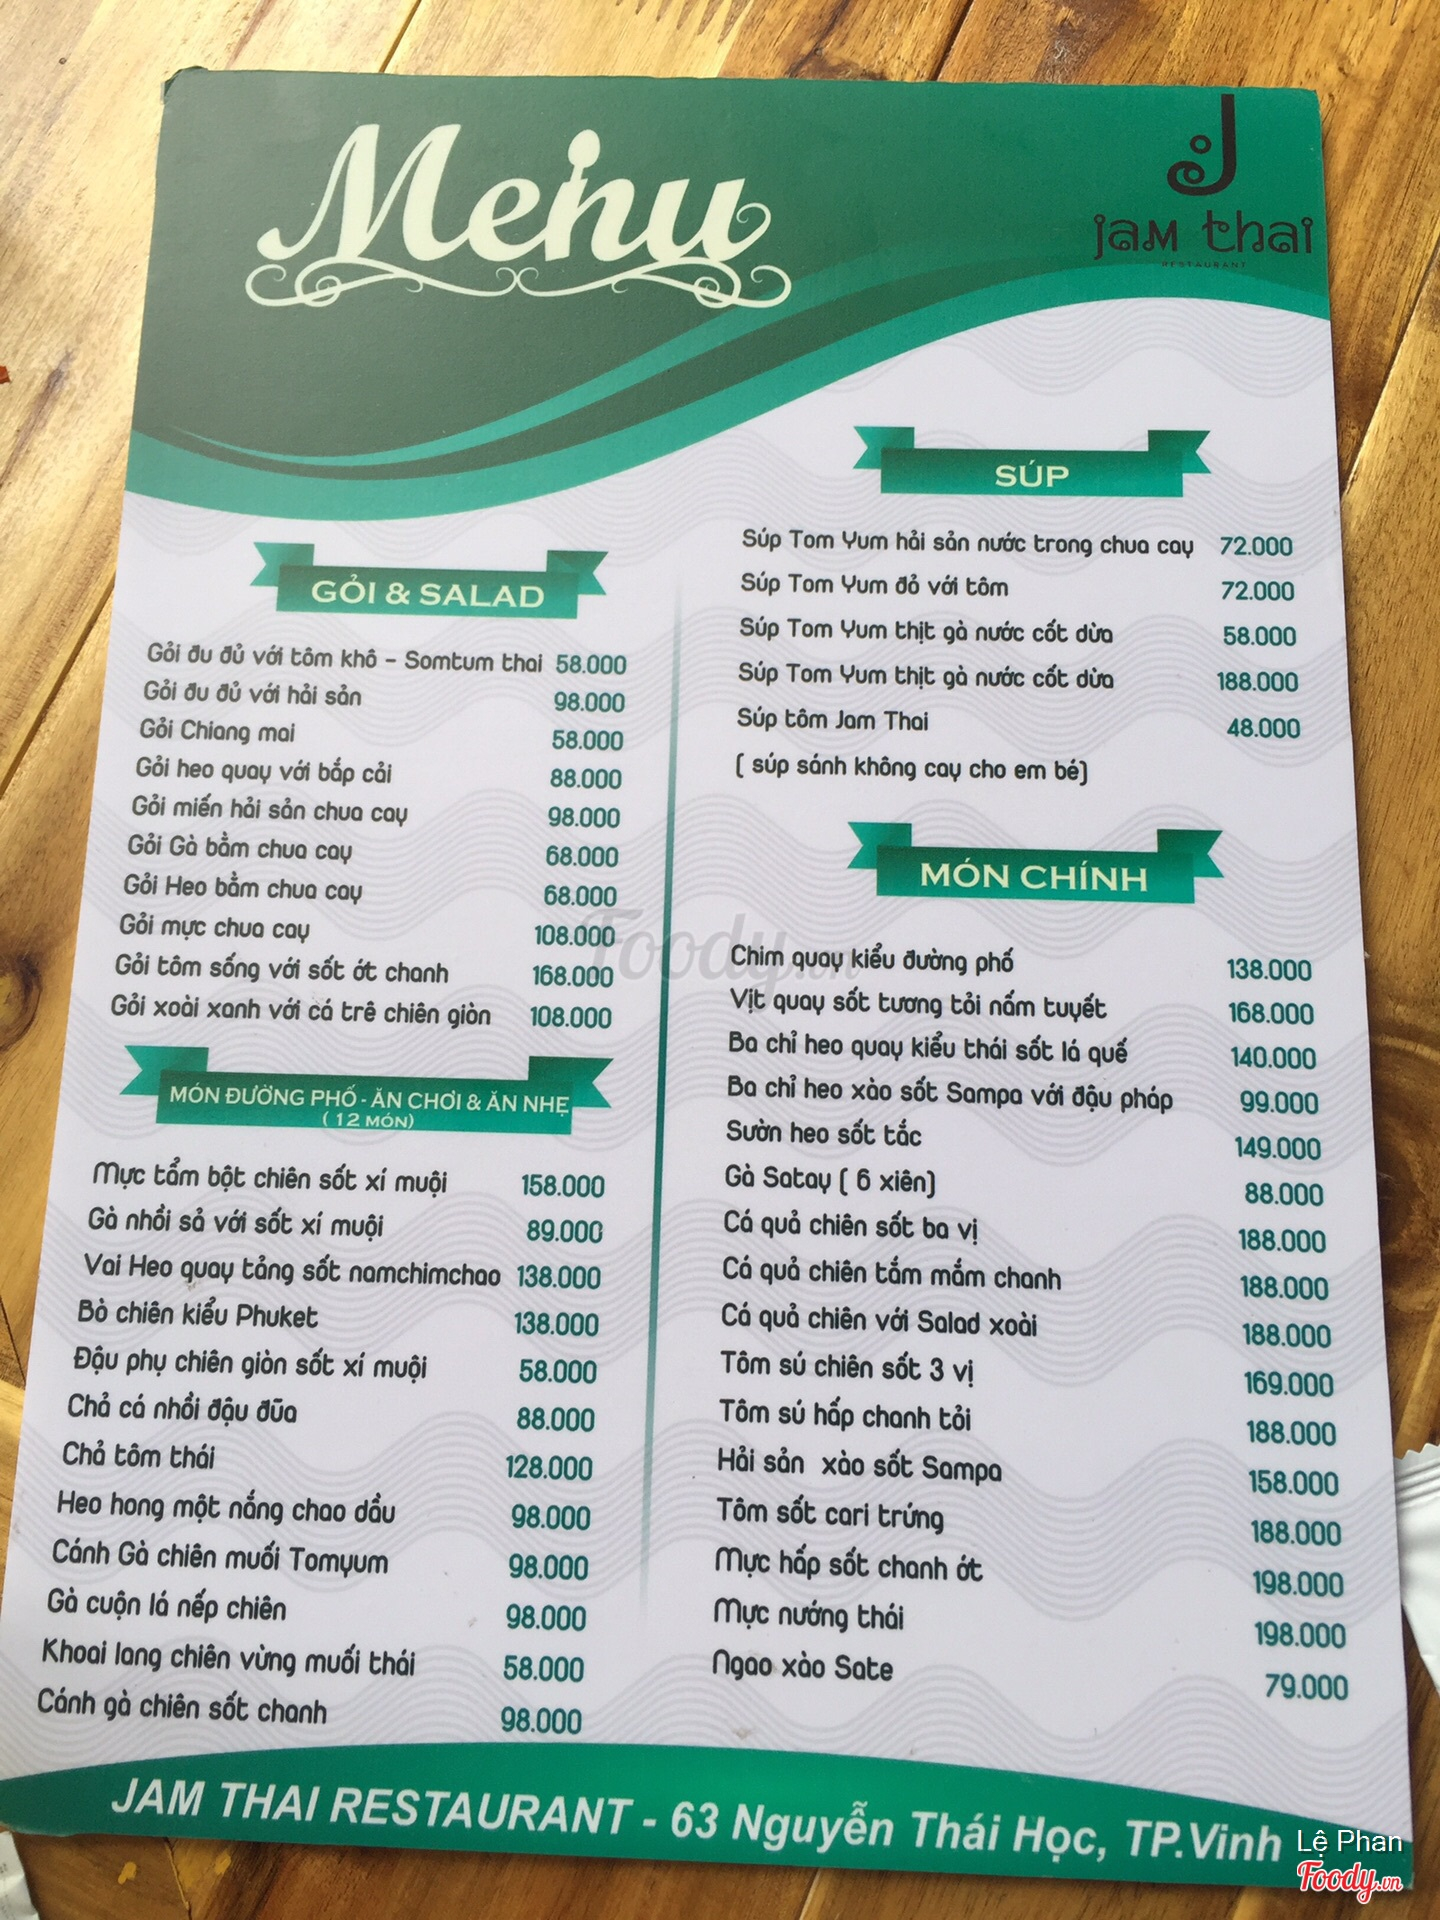 Menu
Jam thai
RESTAURANT
GỎI & SALAD
Gỏi đu đủ với tôm khô - Somtum thai 58.000
Gỏi đu đủ với hải sản 98.000
Gỏi Chiang mai 58.000
Gỏi heo quay với bắp cải 88.000
Gỏi miến hải sản chua cay 98.000
Gỏi Gà bằm chua cay 68.000
Gỏi Heo bằm chua cay 68.000
Gỏi mực chua cay 108.000
Gỏi tôm sống với sốt ớt chanh 168.000
Gỏi xoài xanh với cá trê chiên giòn 108.000
MÓN ĐƯỜNG PHỐ - ĂN CHƠI & ĂN NHẸ
( 12 MÓN)
Mực tẩm bột chiên sốt xí muội 158.000
Gà nhồi sả với sốt xí muội 89.000
Vai Heo quay tảng sốt namchimchao 138.000
Bò chiên kiểu Phuket 138.000
Đậu phụ chiên giòn sốt xí muội 58.000
Chả cá nhồi đậu đũa 88.000
Chả tôm thái 128.000
Heo hong một nắng chao dầu 98.000
Cánh Gà chiên muối Tomyum 98.000
Gà cuộn lá nếp chiên 98.000
Khoai lang chiên vừng muối thái 58.000
Cánh gà chiên sốt chanh 98.000
SÚP
Súp Tom Yum hải sản nước trong chua cay 72.000
Súp Tom Yum đỏ với tôm 72.000
Súp Tom Yum thịt gà nước cốt dừa 58.000
Súp Tom Yum thịt gà nước cốt dừa 188.000
Súp tôm Jam Thai 48.000
( súp sánh không cay cho em bé)
MÓN CHÍNH
Chim quay kiểu đường phố 138.000
Vịt quay sốt tương tỏi nấm tuyết 168.000
Ba chỉ heo quay kiểu thái sốt lá quế 140.000
Ba chỉ heo xào sốt Sampa với đậu pháp 99.000
Sườn heo sốt tắc 149.000
Gà Satay ( 6 xiên) 88.000
Cá quả chiên sốt ba vị 188.000
Cá quả chiên tắm mắm chanh 188.000
Cá quả chiên với Salad xoài 188.000
Tôm sú chiên sốt 3 vị 169.000
Tôm sú hấp chanh tỏi 188.000
Hải sản xào sốt Sampa 158.000
Tôm sốt cari trứng 188.000
Mực hấp sốt chanh ớt 198.000
Mực nướng thái 198.000
Ngao xào Sate 79.000
Foody.vn
JAM THAI RESTAURANT - 63 Nguyễn Thái Học, TP.Vinh
Lệ Phan
Foody.vn